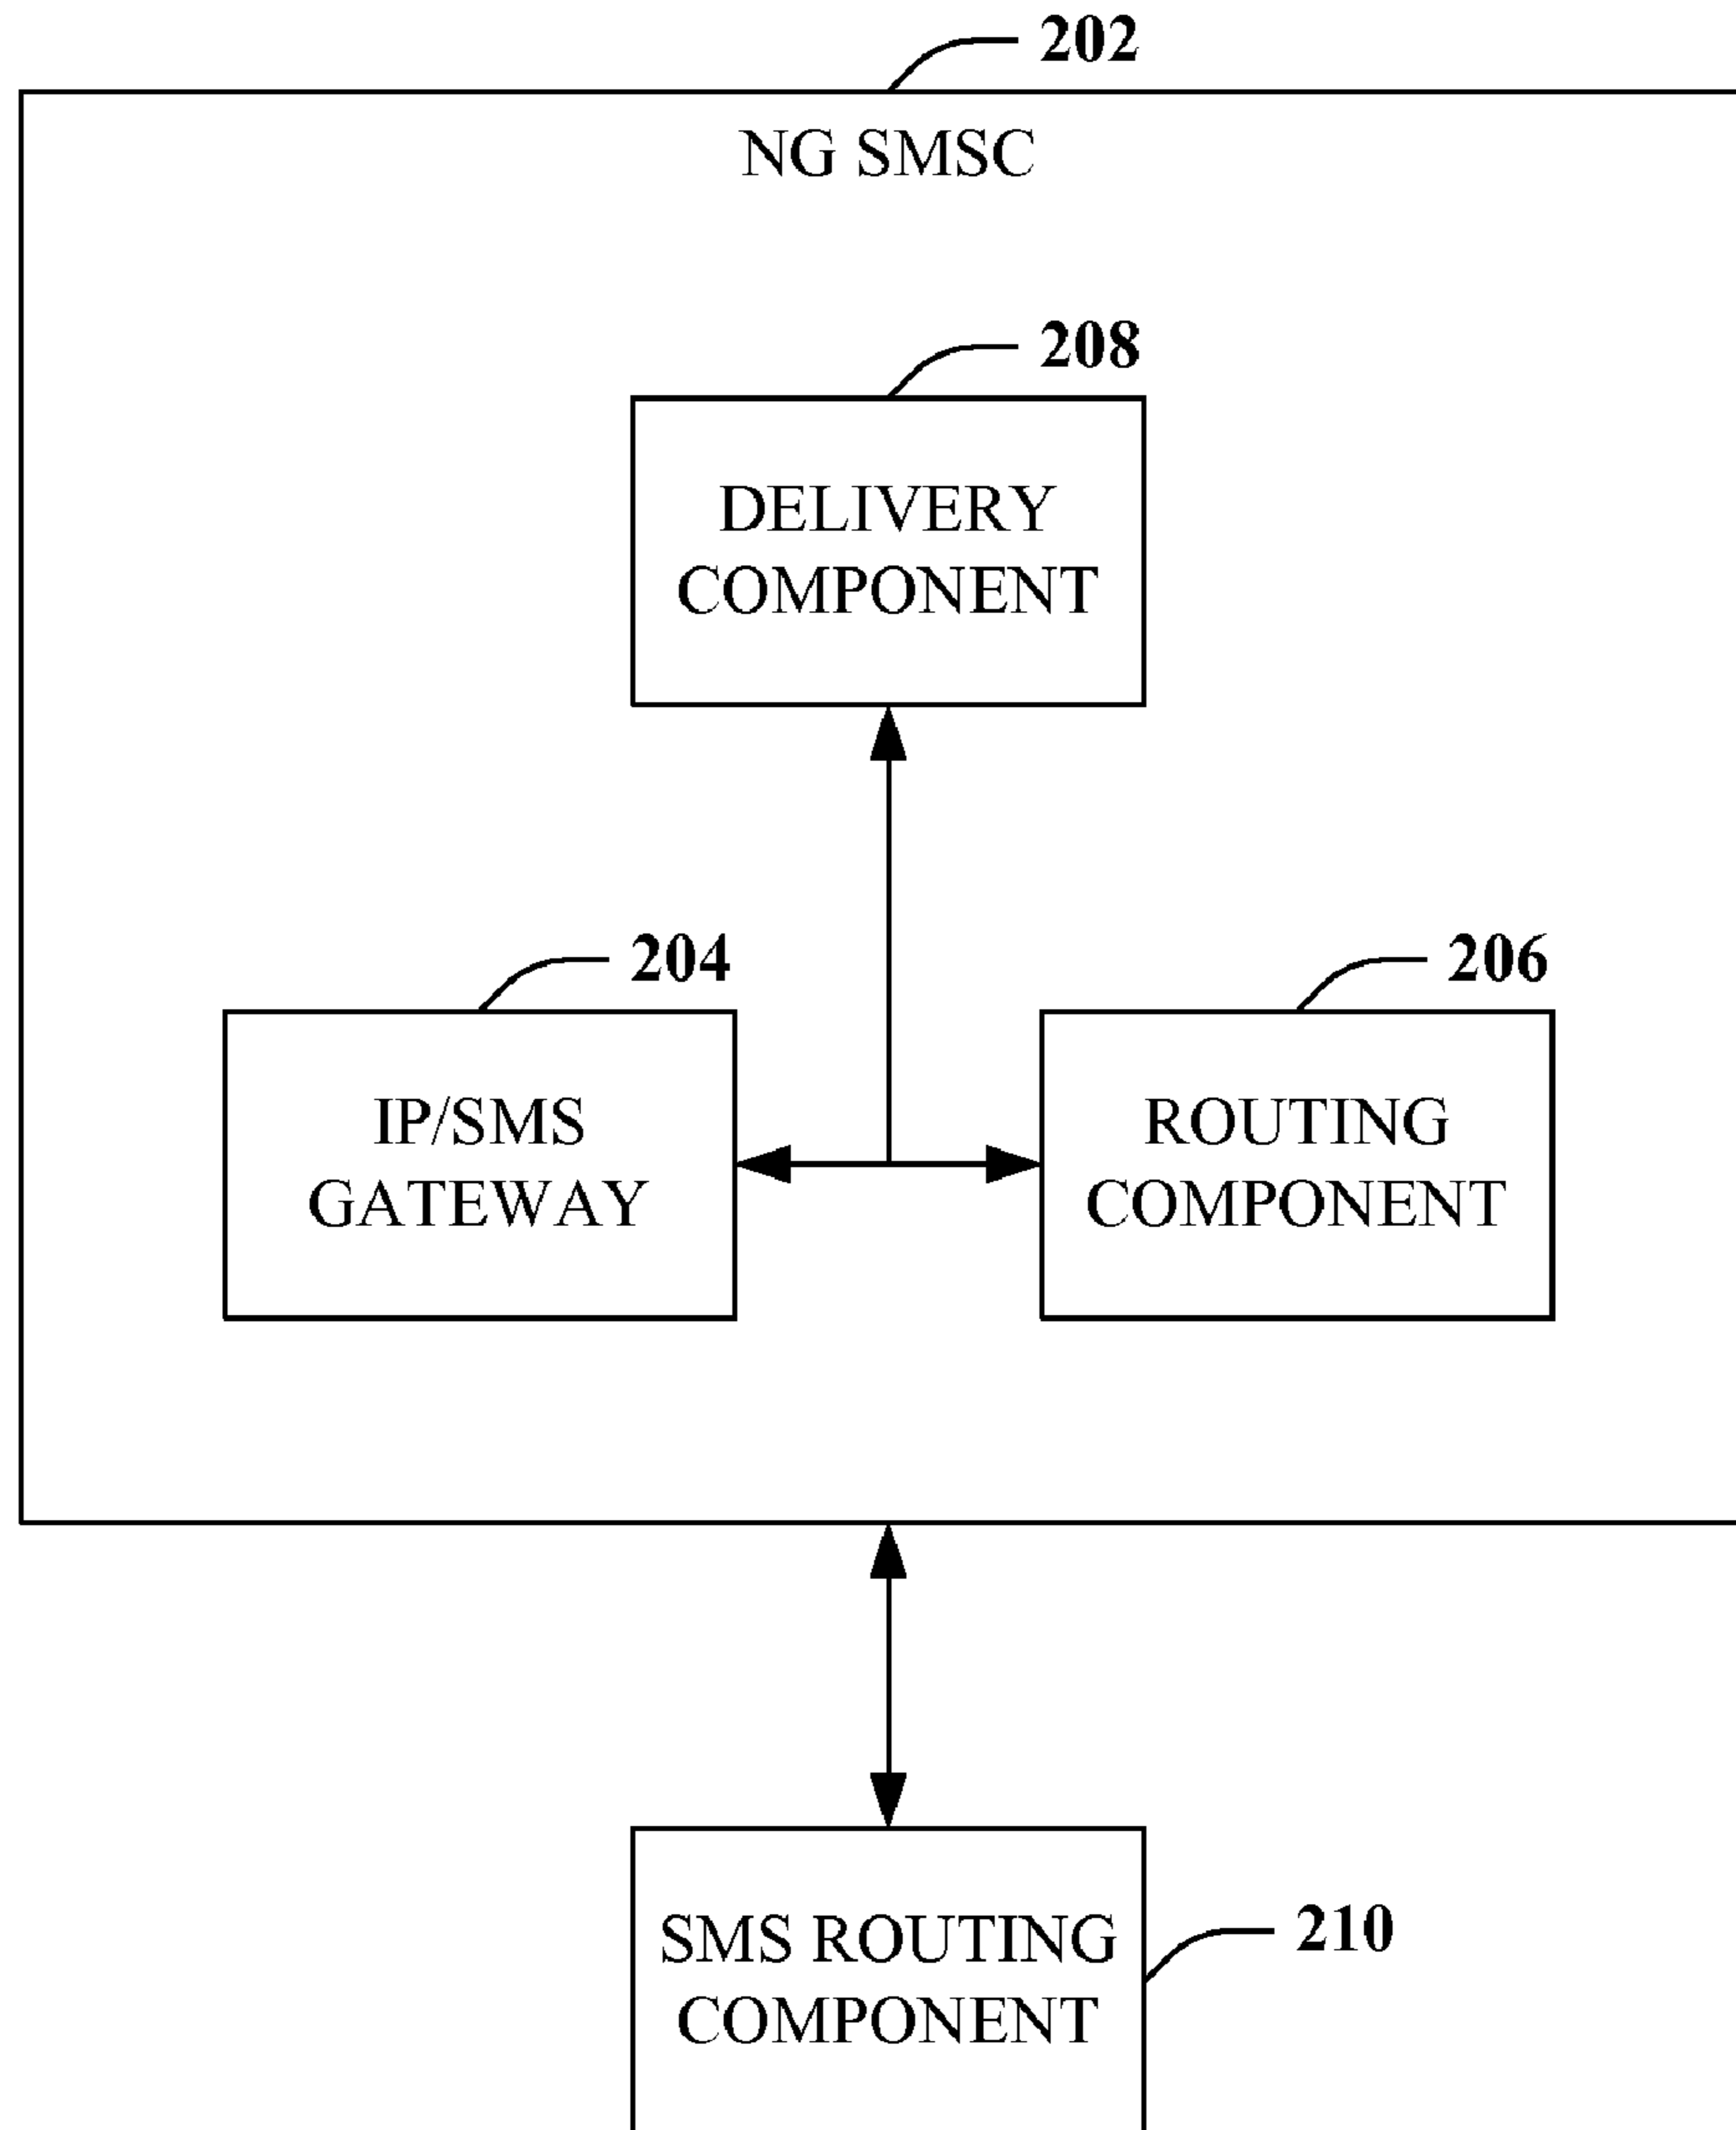 202
NG SMSC
208
DELIVERY
COMPONENT
204
206
IP/SMS
GATEWAY
ROUTING
COMPONENT
SMS ROUTING
COMPONENT
210